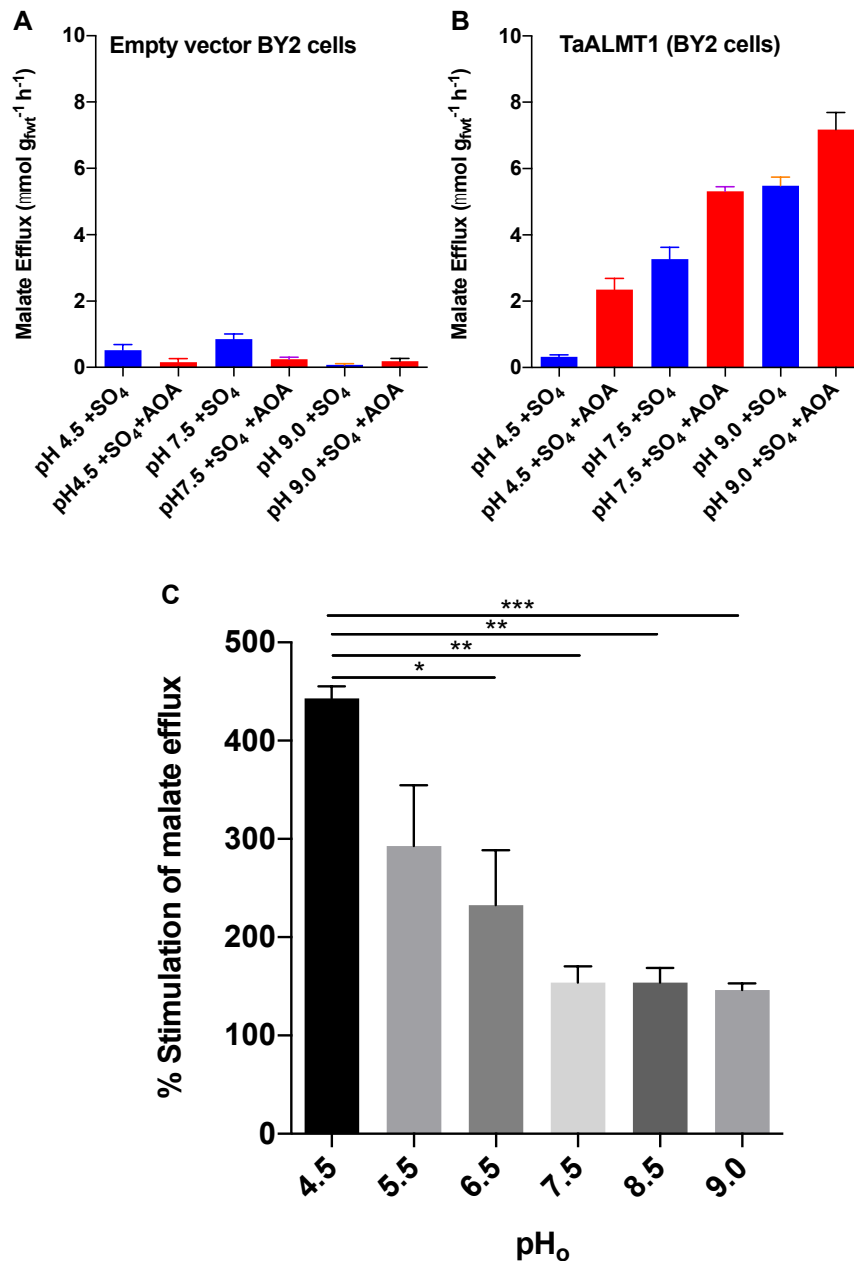 A
Empty vector BY2 cells
Malate Efflux (mmol gfwt-1 h-1)
10
8
6
4
2
0
pH 4.5 +SO4
pH4.5 +SO4+AOA
pH 7.5 +SO4
pH7.5 +SO4 +AOA
pH 9.0 +SO4
pH 9.0 +SO4 +AOA
B
TaALMT1 (BY2 cells)
Malate Efflux (mmol gfwt-1 h-1)
10
8
6
4
2
0
pH 4.5 +SO4
pH 4.5 +SO4 +AOA
pH 7.5 +SO4
pH 7.5 +SO4 +AOA
pH 9.0 +SO4
pH 9.0 +SO4 +AOA
C
***
**
**
*
% Stimulation of malate efflux
500
400
300
200
100
0
4.5
5.5
6.5
7.5
8.5
9.0
pHo